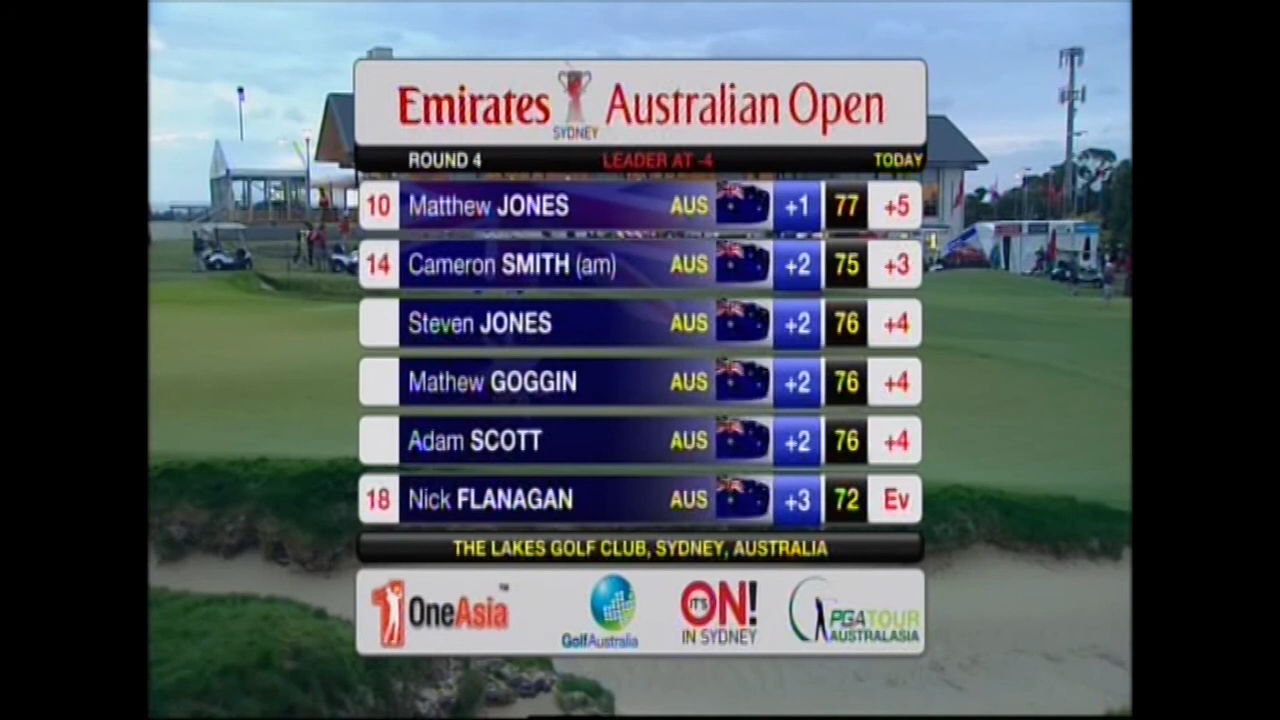 Emirates Australian Open
SYDNEY
ROUND 4 LEADER AT -4 TODAY
10 Matthew JONES AUS +1 77 +5
14 Cameron SMITH (am) AUS +2 75 +3
Steven JONES AUS +2 76 +4
Mathew GOGGIN AUS +2 76 +4
Adam SCOTT AUS +2 76 +4
18 Nick FLANAGAN AUS +3 72 Ev
THE LAKES GOLF CLUB, SYDNEY, AUSTRALIA
1 OneAsia™
GolfAustralia
IT'S ON!
IN SYDNEY
PGA TOUR
AUSTRALASIA